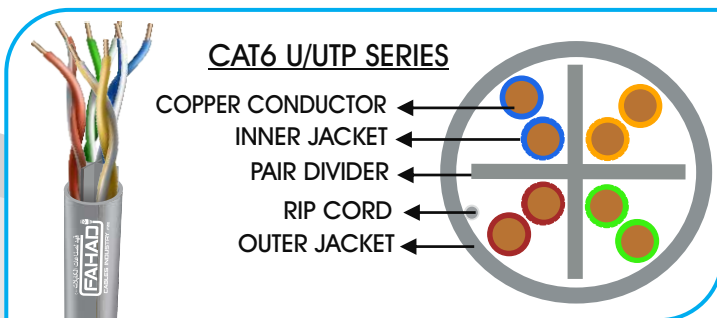 CAT6 U/UTP SERIES
COPPER CONDUCTOR
INNER JACKET
PAIR DIVIDER
RIP CORD
OUTER JACKET
FAHAD
CABLES INDUSTRY